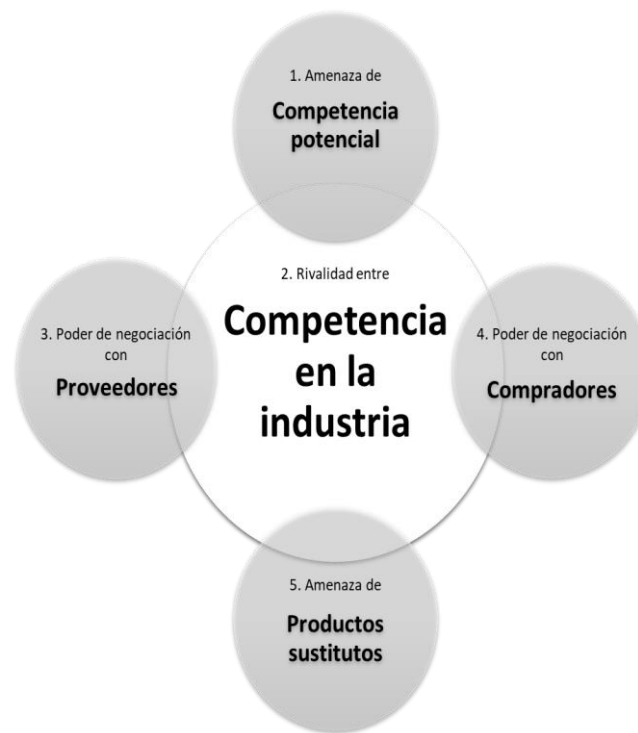 1. Amenaza de
Competencia
potencial
2. Rivalidad entre
Competencia
en la
industria
3. Poder de negociación
con
Proveedores
4. Poder de negociación
con
Compradores
5. Amenaza de
Productos
sustitutos